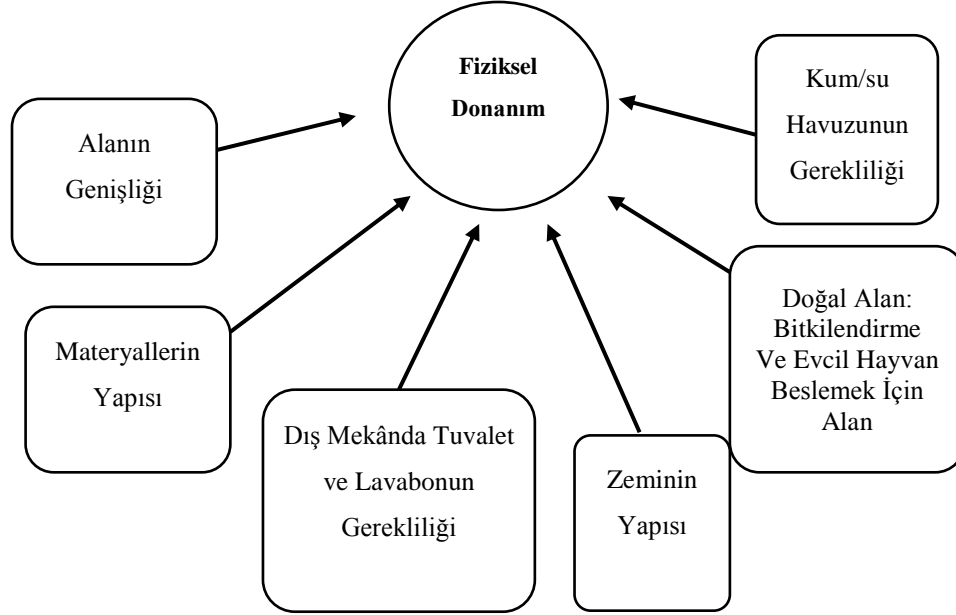 Fiziksel
Donanım
Kum/su
Havuzunun
Gerekliliği
Alanın
Genişliği
Doğal Alan:
Bitkilendirme
Ve Evcil Hayvan
Beslemek İçin
Alan
Materyallerin
Yapısı
Dış Mekânda Tuvalet
ve Lavabonun
Gerekliliği
Zeminin
Yapısı